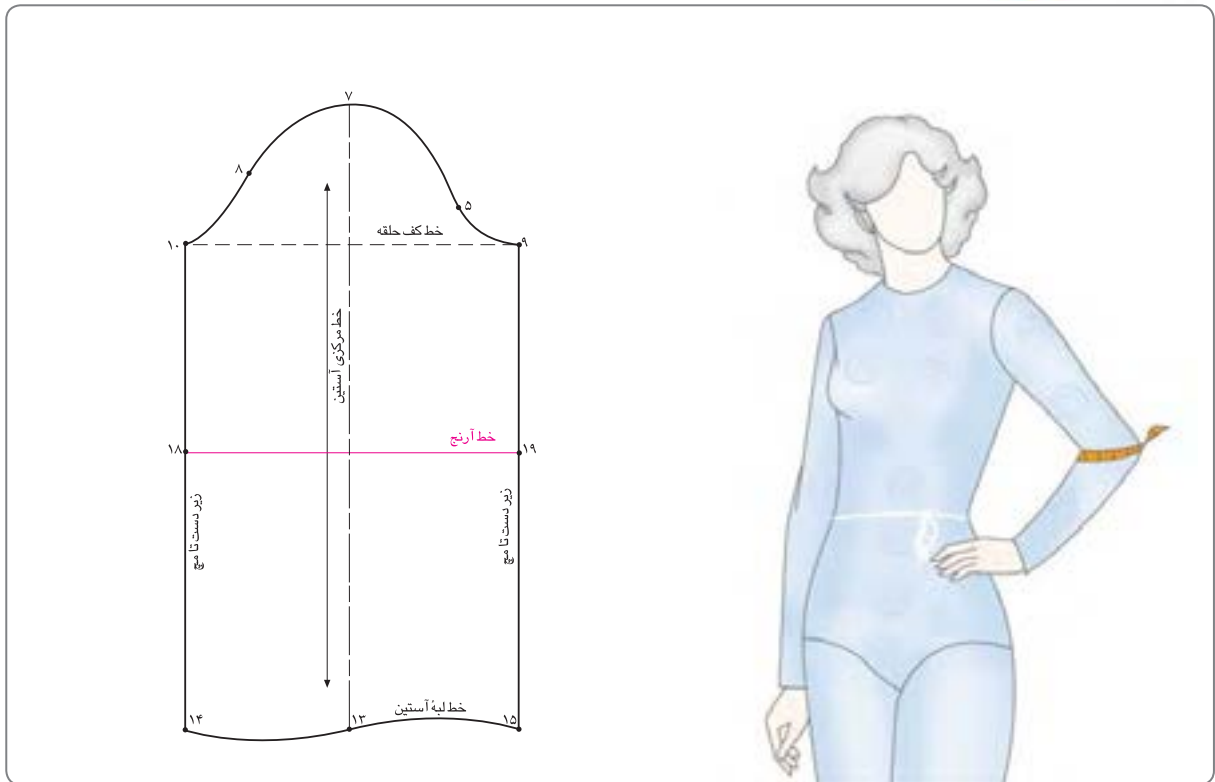 ۷
۸
۵
خط کف حلقه
۱۰
۹
خط مرکزی آستین
خط آرنج
۱۸
۱۹
زیر دست تا مچ
زیر دست تا مچ
خط لبهٔ آستین
۱۴
۱۳
۱۵